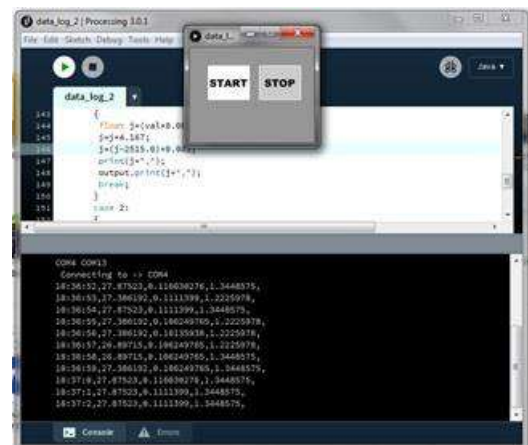 data_log_2 | Processing 3.0.1
File Edit Sketch Debug Tools Help
data_l...
START STOP
Java
data_log_2
143 {
144 float j=(val*0.00
145 j=j*4.167;
146
147 print(j+",");
148 output.print(j+",");
149 break;
150 }
151 case 2:
COM4 COM13
Connecting to -> COM4
18:36:52,27.87523,0.116030276,1.3448575,
18:36:53,27.386192,0.1111399,1.2225978,
18:36:54,27.87523,0.1111399,1.3448575,
18:36:55,27.386192,0.106249765,1.2225978,
18:36:56,27.386192,0.10135938,1.2225978,
18:36:57,26.89715,0.106249765,1.2225978,
18:36:58,26.89715,0.106249765,1.3448575,
18:36:59,27.386192,0.106249765,1.3448575,
18:37:0,27.87523,0.116030276,1.3448575,
18:37:1,27.87523,0.1111399,1.3448575,
18:37:2,27.87523,0.1111399,1.3448575,
Console Errors